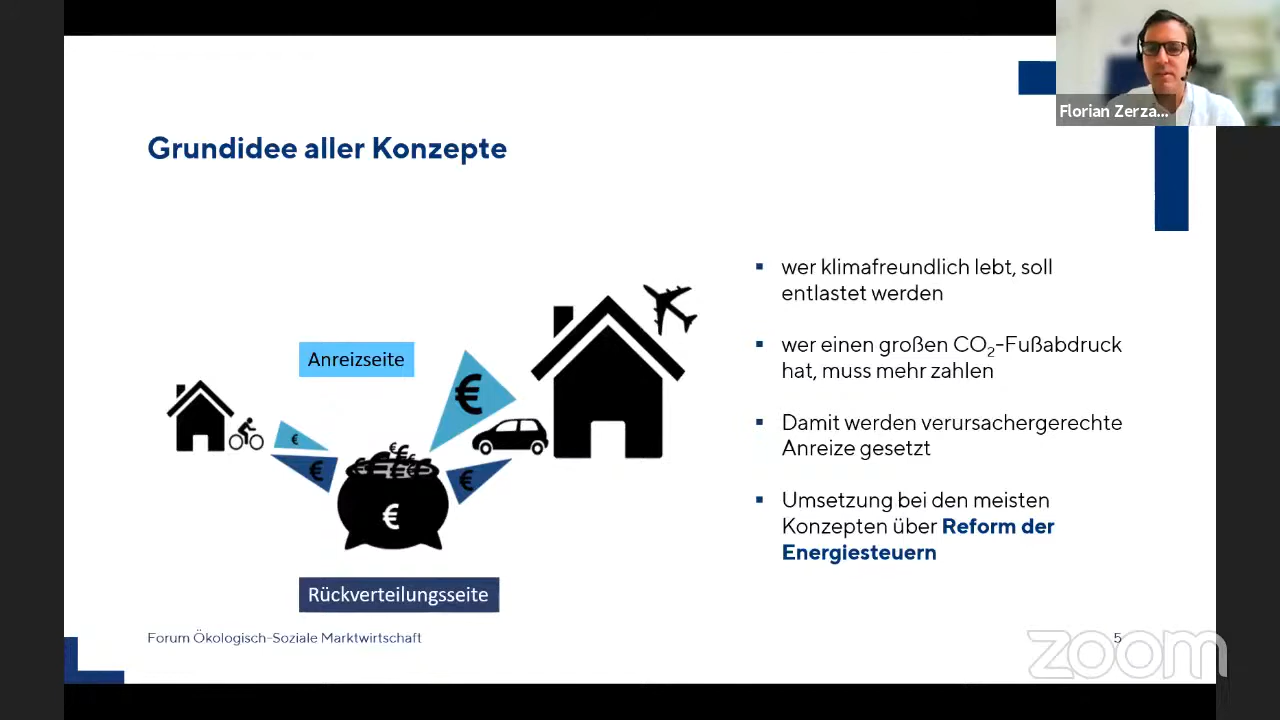 Florian Zerza...
Grundidee aller Konzepte
Anreizseite
€
€
€
€
€
Rückverteilungsseite
▪ wer klimafreundlich lebt, soll
entlastet werden
▪ wer einen großen CO₂-Fußabdruck
hat, muss mehr zahlen
▪ Damit werden verursachergerechte
Anreize gesetzt
▪ Umsetzung bei den meisten
Konzepten über Reform der
Energiesteuern
Forum Ökologisch-Soziale Marktwirtschaft
5
zoom